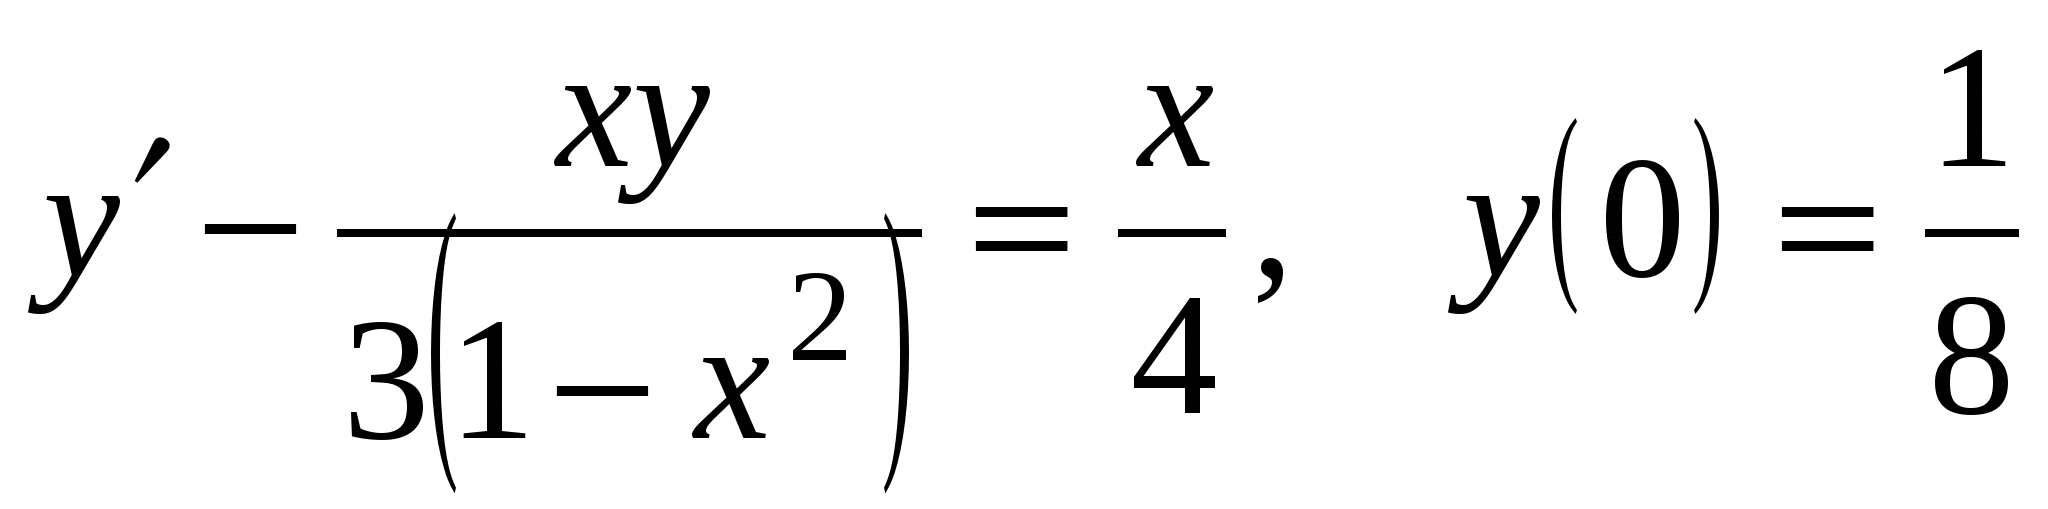 y′ − xy / 3(1 − x²) = x/4, y(0) = 1/8